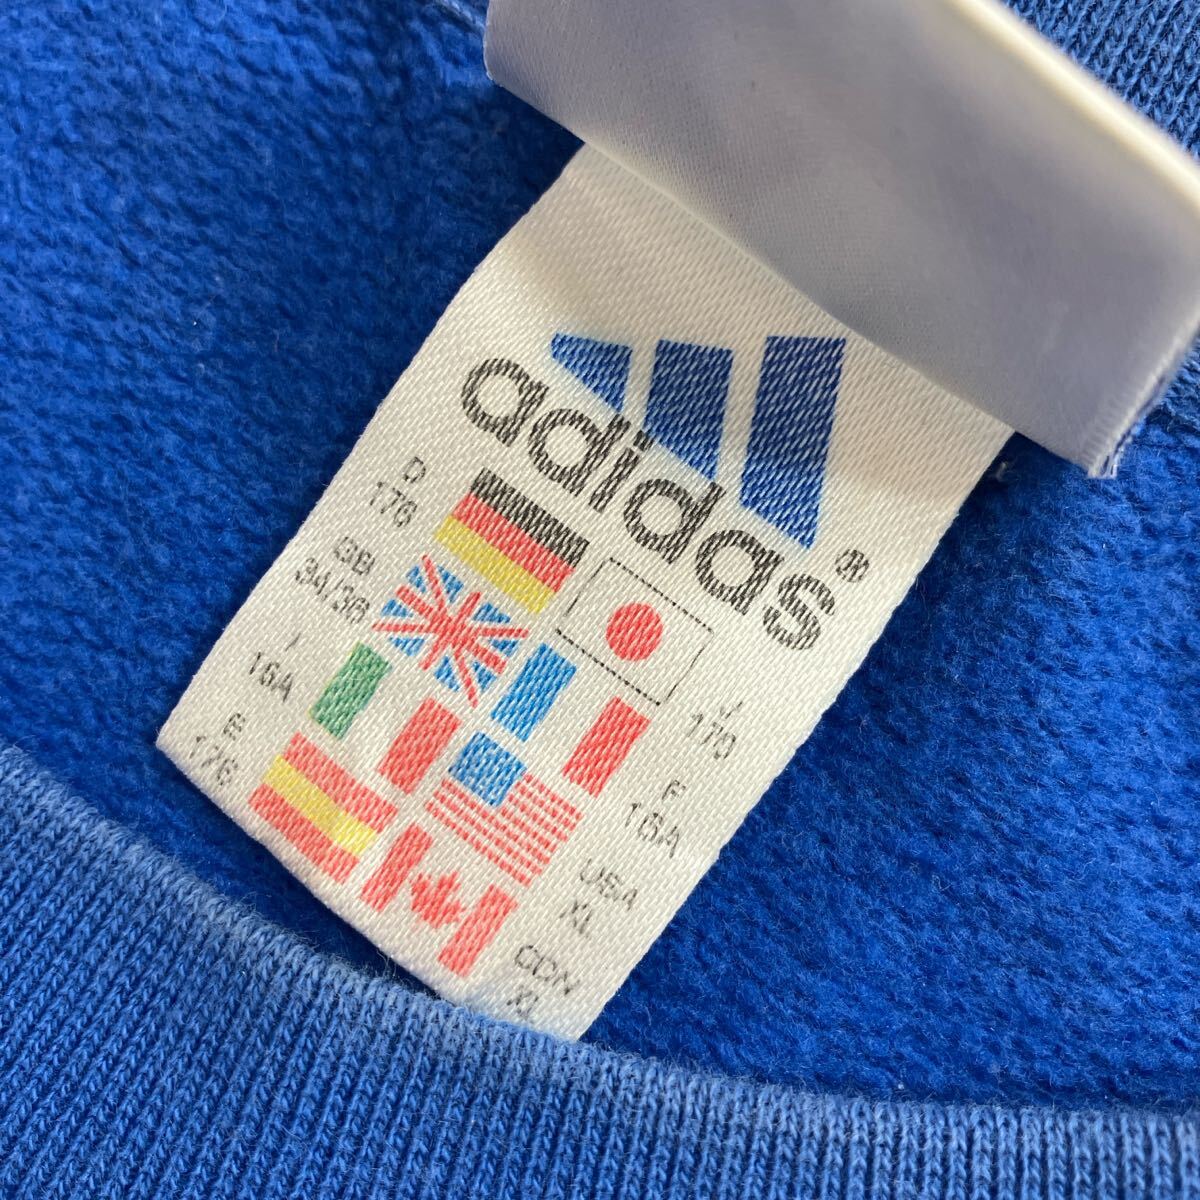 adidas®
D
176
GB
34/36
I
16A
E
176
J
170
F
16A
USA
XL
CDN
XL